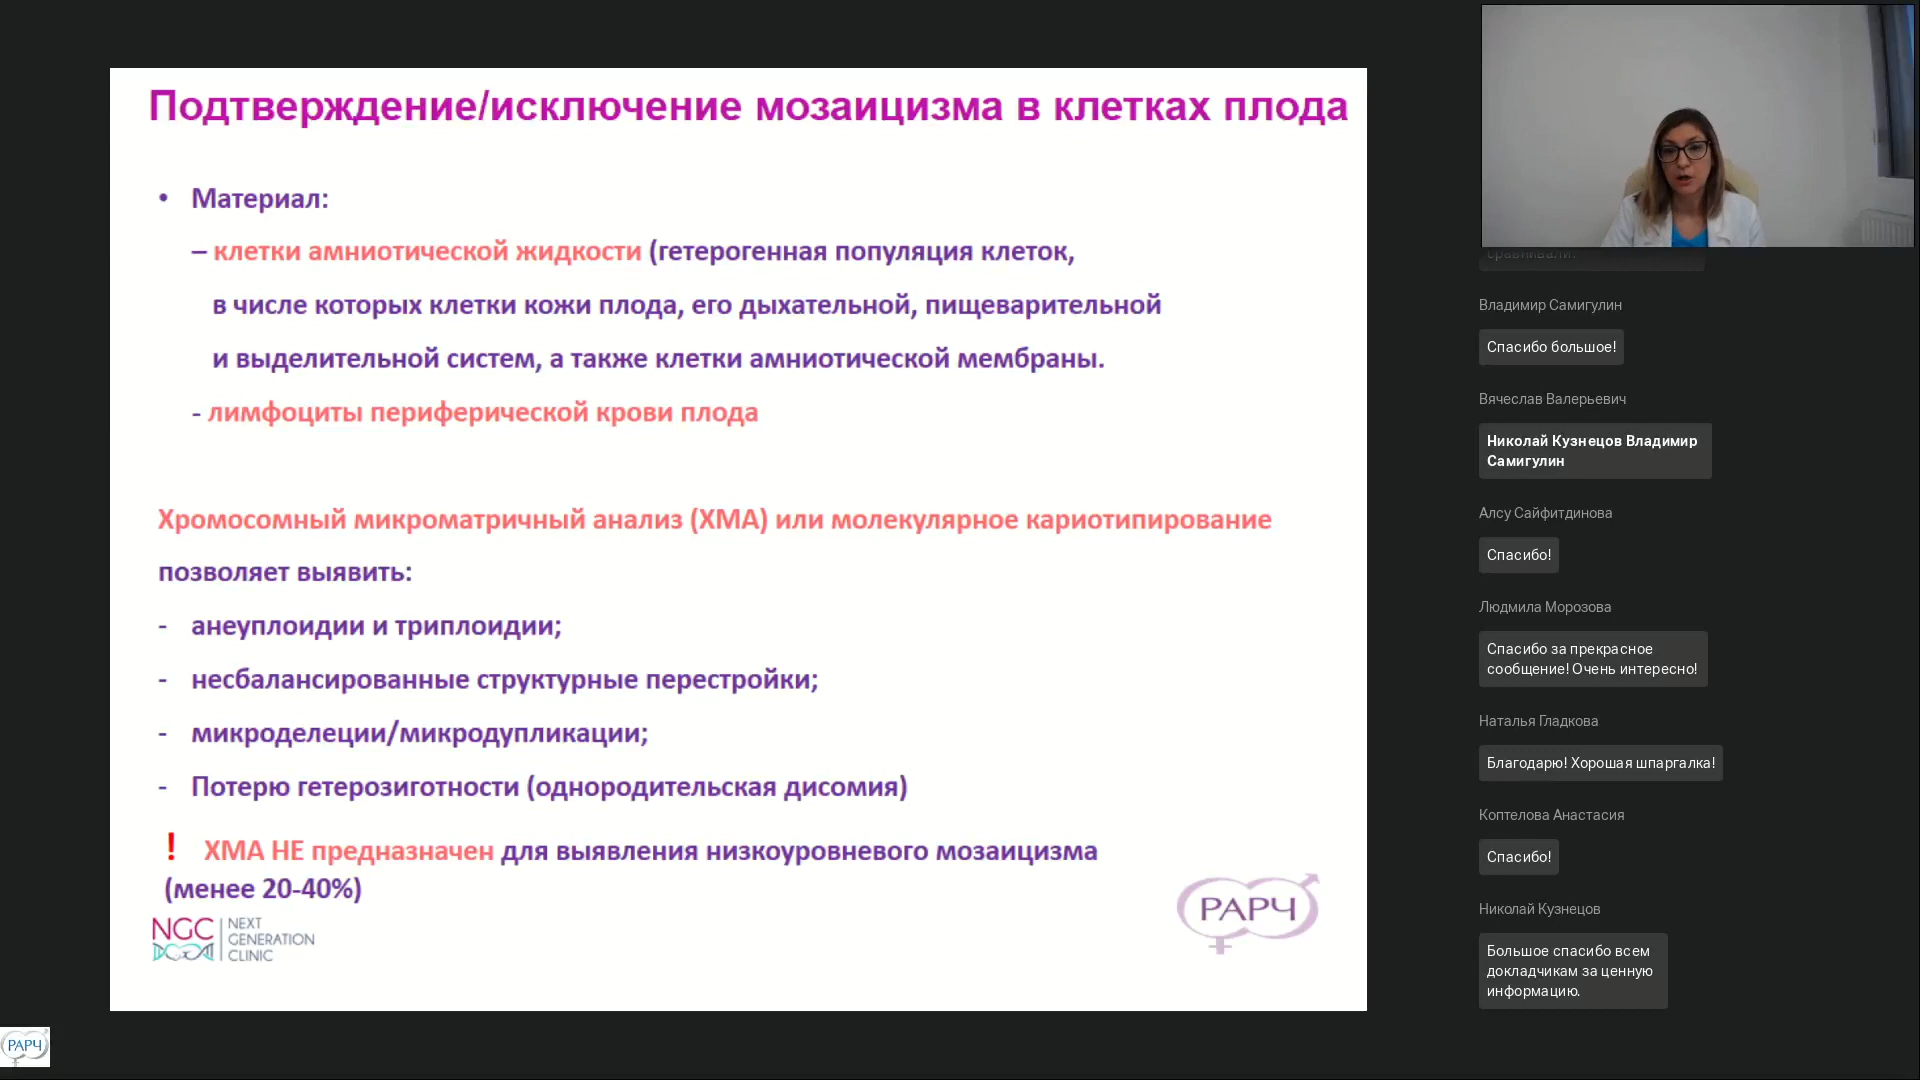 Подтверждение/исключение мозаицизма в клетках плода
• Материал:
– клетки амниотической жидкости (гетерогенная популяция клеток,
в числе которых клетки кожи плода, его дыхательной, пищеварительной
и выделительной систем, а также клетки амниотической мембраны.
- лимфоциты периферической крови плода
Хромосомный микроматричный анализ (ХМА) или молекулярное кариотипирование
позволяет выявить:
- анеуплоидии и триплоидии;
- несбалансированные структурные перестройки;
- микроделеции/микродупликации;
- Потерю гетерозиготности (однородительская дисомия)
! ХМА НЕ предназначен для выявления низкоуровневого мозаицизма
(менее 20-40%)
NGC
NEXT
GENERATION
CLINIC
РАРЧ
РАРЧ
сравнивали?
Владимир Самигулин
Спасибо большое!
Вячеслав Валерьевич
Николай Кузнецов Владимир
Самигулин
Алсу Сайфитдинова
Спасибо!
Людмила Морозова
Спасибо за прекрасное
сообщение! Очень интересно!
Наталья Гладкова
Благодарю! Хорошая шпаргалка!
Коптелова Анастасия
Спасибо!
Николай Кузнецов
Большое спасибо всем
докладчикам за ценную
информацию.